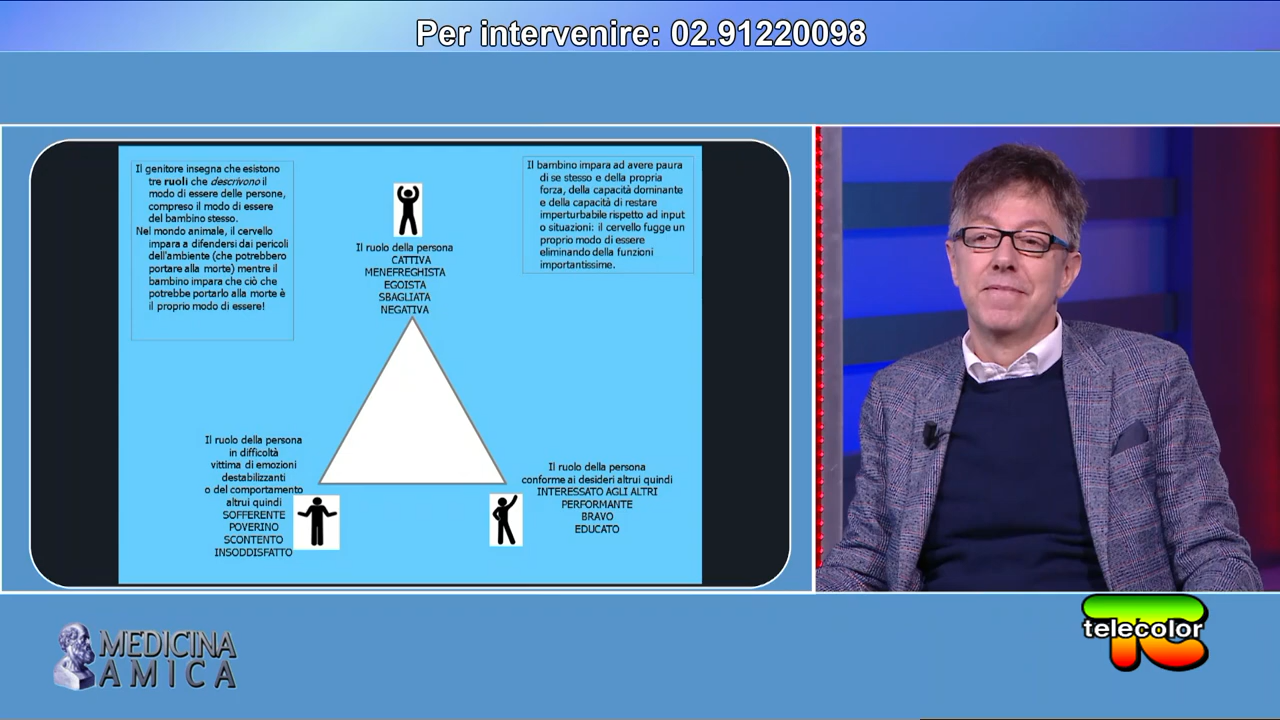 Per intervenire: 02.91220098
Il genitore insegna che esistono
tre ruoli che descrivono il
modo di essere delle persone,
compreso il modo di essere
del bambino stesso.
Nel mondo animale, il cervello
impara a difendersi dai pericoli
dell'ambiente (che potrebbero
portare alla morte) mentre il
bambino impara che ciò che
potrebbe portarlo alla morte è
il proprio modo di essere!
Il bambino impara ad avere paura
di se stesso e della propria
forza, della capacità dominante
e della capacità di restare
imperturbabile rispetto ad input
o situazioni: il cervello fugge un
proprio modo di essere
eliminando della funzioni
importantissime.
Il ruolo della persona
CATTIVA
MENEFREGHISTA
EGOISTA
SBAGLIATA
NEGATIVA
Il ruolo della persona
in difficoltà
vittima di emozioni
destabilizzanti
o del comportamento
altrui quindi
SOFFERENTE
POVERINO
SCONTENTO
INSODDISFATTO
Il ruolo della persona
conforme ai desideri altrui quindi
INTERESSATO AGLI ALTRI
PERFORMANTE
BRAVO
EDUCATO
MEDICINA
AMICA
telecolor
TC